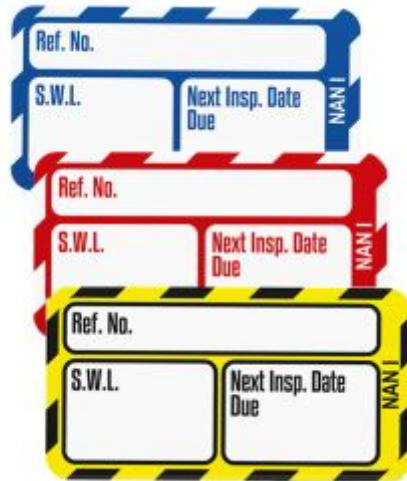 Ref. No.
S.W.L.
Next Insp. Date
Due
NAN I
Ref. No.
S.W.L.
Next Insp. Date
Due
NAN I
Ref. No.
S.W.L.
Next Insp. Date
Due
NAN I